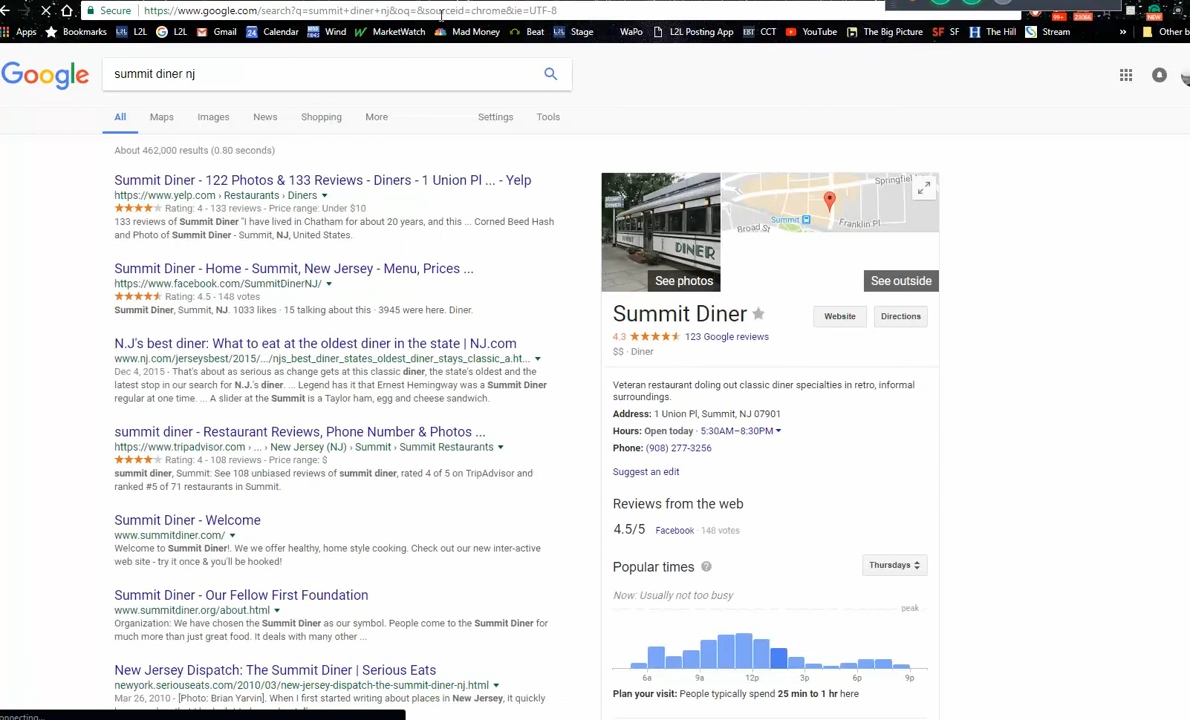 Secure https://www.google.com/search?q=summit+diner+nj&oq=&sourceid=chrome&ie=UTF-8
Apps Bookmarks L2L L2L Gmail Calendar Wind MarketWatch Mad Money Beat Stage WaPo L2L Posting App CCT YouTube The Big Picture SF The Hill Stream » Other b
Google summit diner nj
All Maps Images News Shopping More Settings Tools
About 462,000 results (0.80 seconds)
Summit Diner - 122 Photos & 133 Reviews - Diners - 1 Union Pl ... - Yelp
https://www.yelp.com › Restaurants › Diners
Rating: 4 - 133 reviews - Price range: Under $10
133 reviews of Summit Diner "I have lived in Chatham for about 20 years, and this ... Corned Beed Hash
and Photo of Summit Diner - Summit, NJ, United States.
Summit Diner - Home - Summit, New Jersey - Menu, Prices ...
https://www.facebook.com/SummitDinerNJ/
Rating: 4.5 - 148 votes
Summit Diner, Summit, NJ. 1033 likes · 15 talking about this · 3945 were here. Diner.
N.J's best diner: What to eat at the oldest diner in the state | NJ.com
www.nj.com/jerseysbest/2015/.../njs_best_diner_states_oldest_diner_stays_classic_a.ht...
Dec 4, 2015 - That's about as serious as change gets at this classic diner, the state's oldest and the
latest stop in our search for N.J.'s diner. ... Legend has it that Ernest Hemingway was a Summit Diner
regular at one time. ... A slider at the Summit is a Taylor ham, egg and cheese sandwich.
summit diner - Restaurant Reviews, Phone Number & Photos ...
https://www.tripadvisor.com › ... › New Jersey (NJ) › Summit › Summit Restaurants
Rating: 4 - 108 reviews - Price range: $
summit diner, Summit: See 108 unbiased reviews of summit diner, rated 4 of 5 on TripAdvisor and
ranked #5 of 71 restaurants in Summit.
Summit Diner - Welcome
www.summitdiner.com/
Welcome to Summit Diner!. We we offer healthy, home style cooking. Check out our new inter-active
web site - try it once & you'll be hooked!
Summit Diner - Our Fellow First Foundation
www.summitdiner.org/about.html
Organization: We have chosen the Summit Diner as our symbol. People come to the Summit Diner for
much more than just great food. It deals with many other ...
New Jersey Dispatch: The Summit Diner | Serious Eats
newyork.seriouseats.com/2010/03/new-jersey-dispatch-the-summit-diner-nj.html
Mar 26, 2010 - [Photo: Brian Yarvin]. When I first started writing about places in New Jersey, it quickly
DINER
See photos
Springfiel
Summit
Broad St
Franklin Pl
See outside
Summit Diner
Website Directions
4.3 123 Google reviews
$$ · Diner
Veteran restaurant doling out classic diner specialties in retro, informal
surroundings.
Address: 1 Union Pl, Summit, NJ 07901
Hours: Open today · 5:30AM–8:30PM
Phone: (908) 277-3256
Suggest an edit
Reviews from the web
4.5/5 Facebook · 148 votes
Popular times ? Thursdays
Now: Usually not too busy
peak
6a 9a 12p 3p 6p 9p
Plan your visit: People typically spend 25 min to 1 hr here